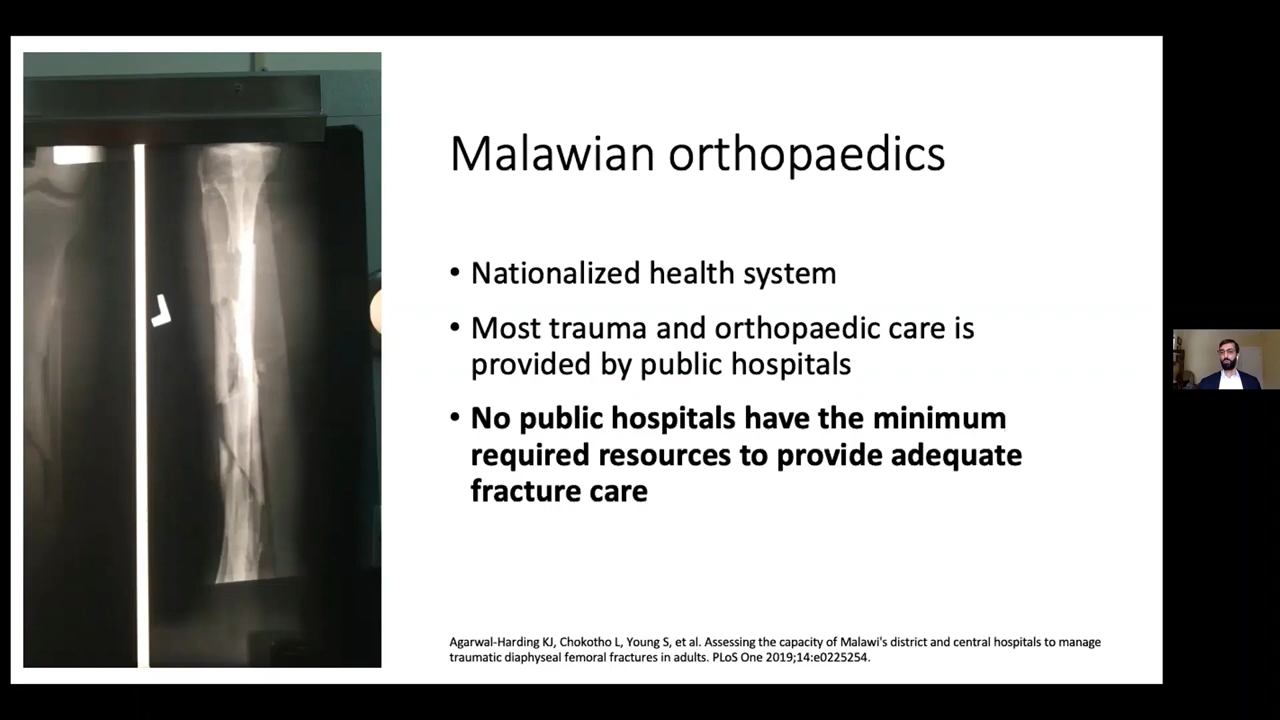 Malawian orthopaedics
• Nationalized health system
• Most trauma and orthopaedic care is
provided by public hospitals
• No public hospitals have the minimum
required resources to provide adequate
fracture care
Agarwal-Harding KJ, Chokotho L, Young S, et al. Assessing the capacity of Malawi's district and central hospitals to manage
traumatic diaphyseal femoral fractures in adults. PLoS One 2019;14:e0225254.